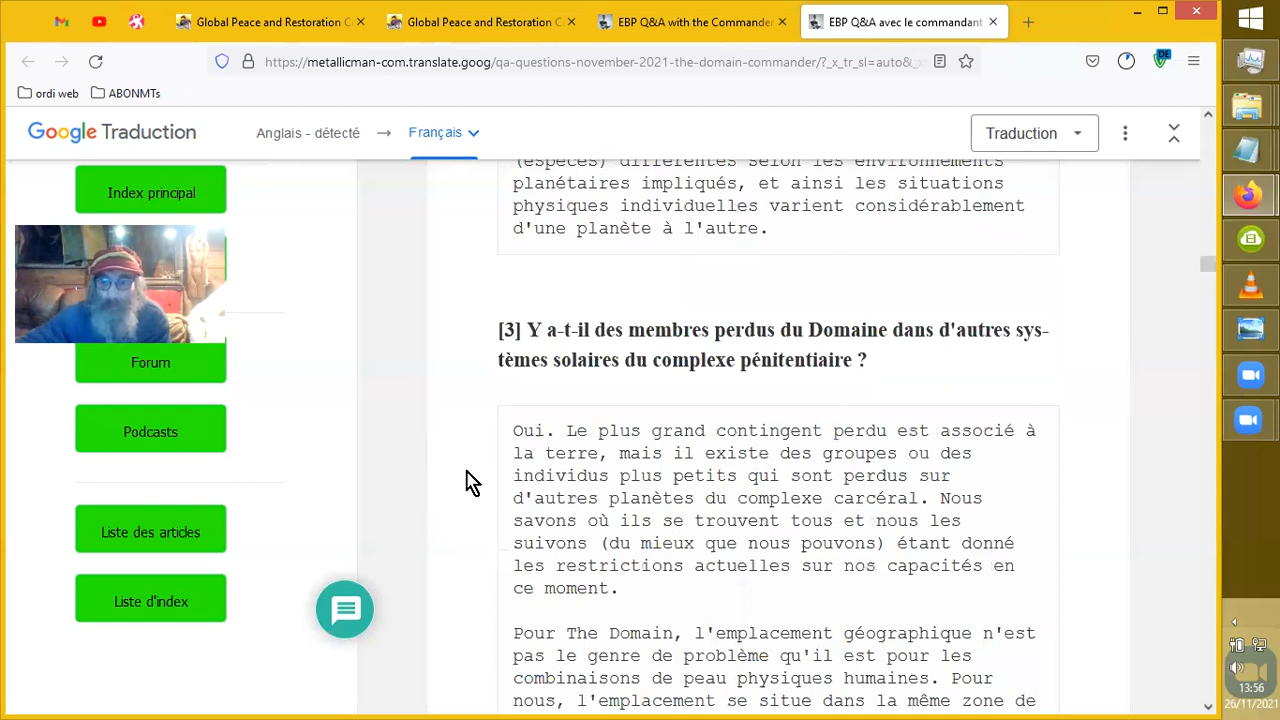 Global Peace and Restoration C
Global Peace and Restoration C
EBP Q&A with the Commander
EBP Q&A avec le commandant
https://metallicman-com.translate.goog/qa-questions-november-2021-the-domain-commander/?_x_tr_sl=auto&_
DE
ordi web
ABONMTs
Google Traduction
Anglais - détecté
Français
Traduction
(espèces) différentes selon les environnements
planétaires impliqués, et ainsi les situations
physiques individuelles varient considérablement
d'une planète à l'autre.
Index principal
Forum
Podcasts
Liste des articles
Liste d'index
[3] Y a-t-il des membres perdus du Domaine dans d'autres sys-
tèmes solaires du complexe pénitentiaire ?
Oui. Le plus grand contingent perdu est associé à
la terre, mais il existe des groupes ou des
individus plus petits qui sont perdus sur
d'autres planètes du complexe carcéral. Nous
savons où ils se trouvent tous et nous les
suivons (du mieux que nous pouvons) étant donné
les restrictions actuelles sur nos capacités en
ce moment.
Pour The Domain, l'emplacement géographique n'est
pas le genre de problème qu'il est pour les
combinaisons de peau physiques humaines. Pour
nous, l'emplacement se situe dans la même zone de
13:56
26/11/2021